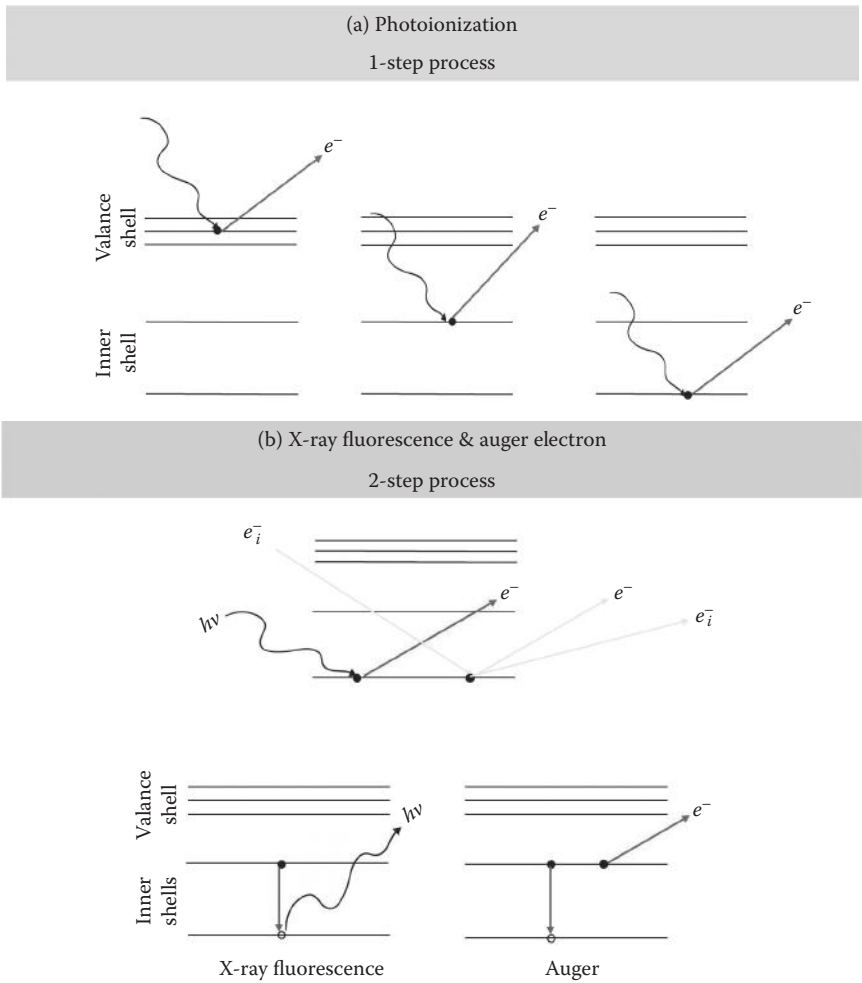 (a) Photoionization
1-step process
e⁻
Valance
shell
e⁻
Inner
shell
e⁻
(b) X-ray fluorescence & auger electron
2-step process
e⁻ᵢ
e⁻
e⁻
e⁻ᵢ
hν
Valance
shell
hν
e⁻
Inner
shells
X-ray fluorescence
Auger